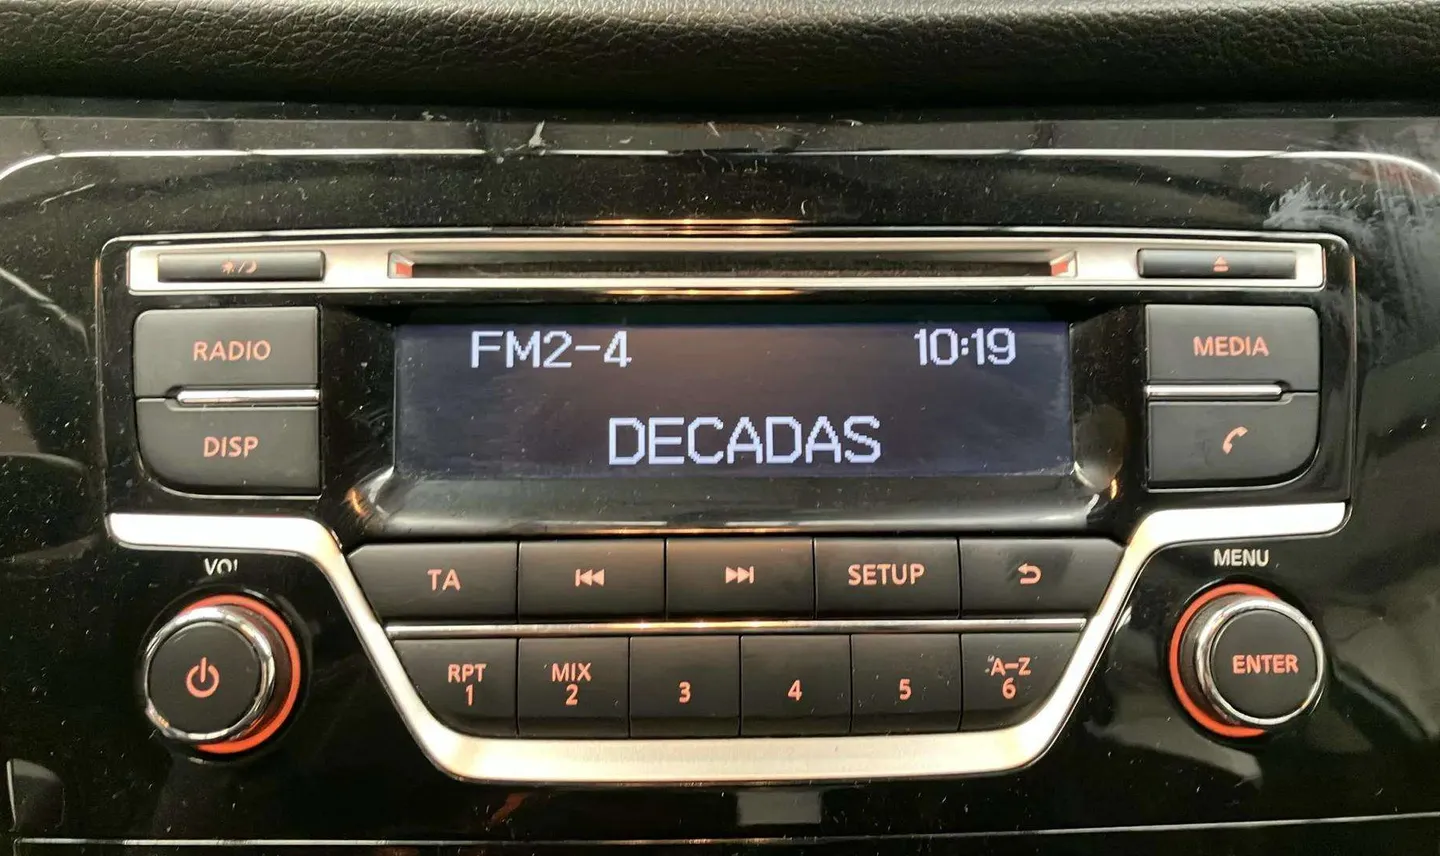 RADIO
DISP
FM2-4 10:19
DECADAS
MEDIA
VOL
MENU
TA
SETUP
RPT
1
MIX
2
3
4
5
A-Z
6
ENTER